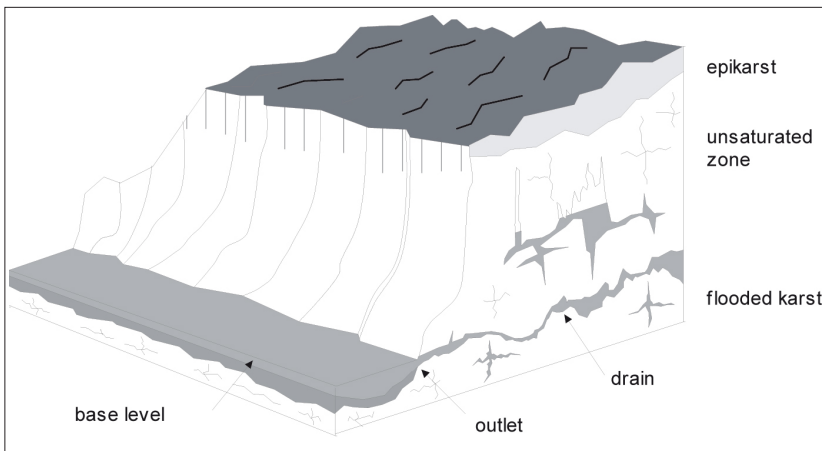 epikarst
unsaturated
zone
flooded karst
drain
base level
outlet